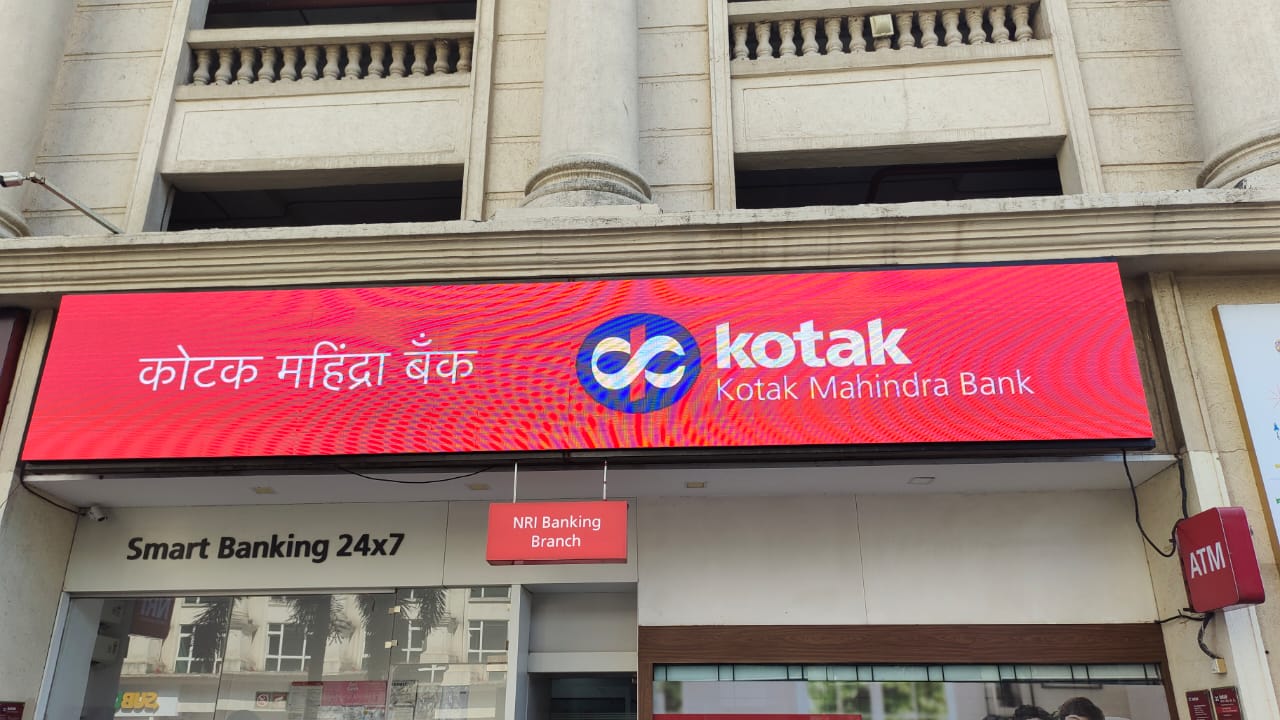 कोटक महिंद्रा बँक
kotak
Kotak Mahindra Bank
NRI Banking
Branch
Smart Banking 24x7
ATM